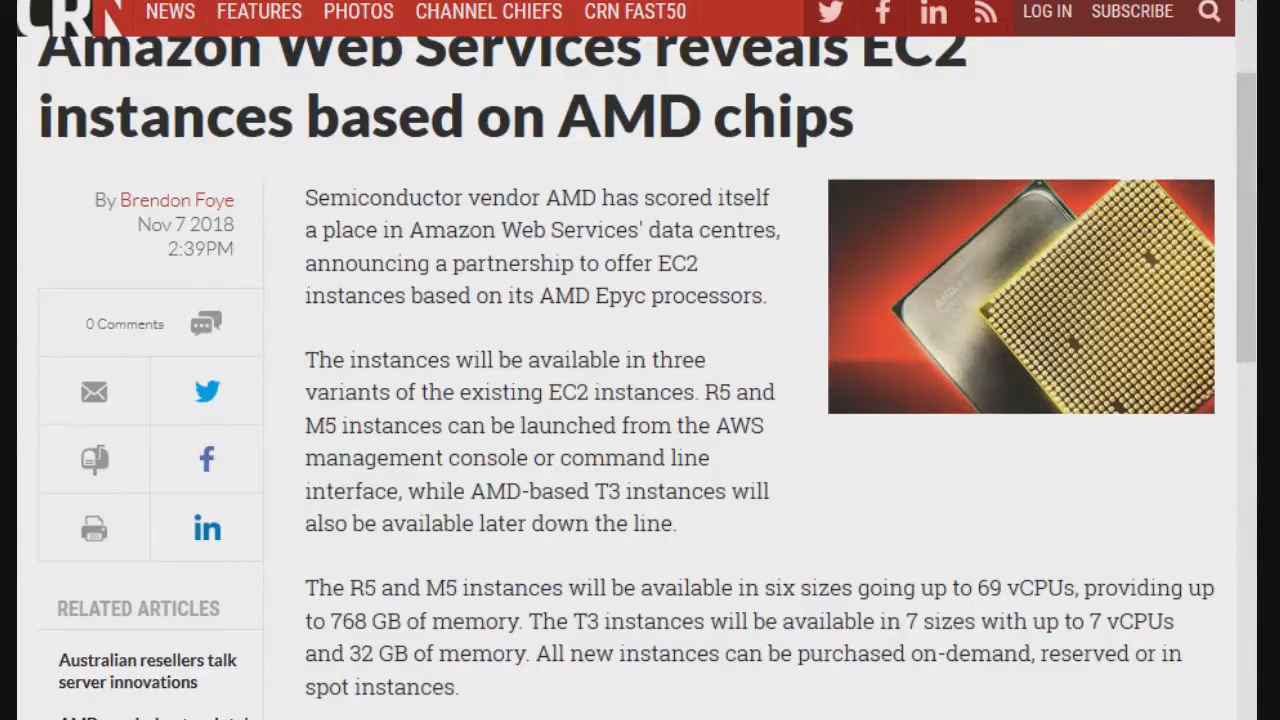 CRN NEWS FEATURES PHOTOS CHANNEL CHIEFS CRN FAST50 LOG IN SUBSCRIBE
Amazon Web Services reveals EC2
instances based on AMD chips
By Brendon Foye
Nov 7 2018
2:39PM
0 Comments
RELATED ARTICLES
Australian resellers talk
server innovations
Semiconductor vendor AMD has scored itself
a place in Amazon Web Services' data centres,
announcing a partnership to offer EC2
instances based on its AMD Epyc processors.
The instances will be available in three
variants of the existing EC2 instances. R5 and
M5 instances can be launched from the AWS
management console or command line
interface, while AMD-based T3 instances will
also be available later down the line.
The R5 and M5 instances will be available in six sizes going up to 69 vCPUs, providing up
to 768 GB of memory. The T3 instances will be available in 7 sizes with up to 7 vCPUs
and 32 GB of memory. All new instances can be purchased on-demand, reserved or in
spot instances.